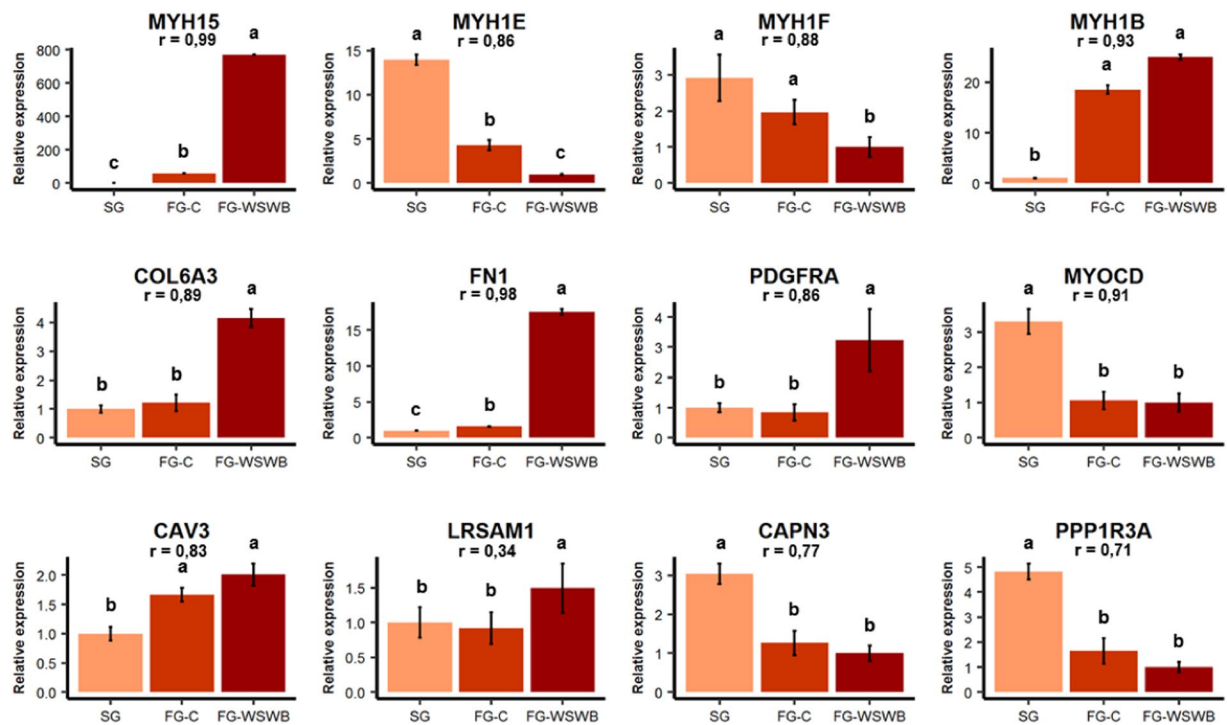 MYH15
r = 0,99
Relative expression
800
600
400
200
0
c
b
a
SG
FG-C
FG-WSWB
MYH1E
r = 0,86
Relative expression
15
10
5
0
a
b
c
SG
FG-C
FG-WSWB
MYH1F
r = 0,88
Relative expression
3
2
1
0
a
a
b
SG
FG-C
FG-WSWB
MYH1B
r = 0,93
Relative expression
20
10
0
b
a
a
SG
FG-C
FG-WSWB
COL6A3
r = 0,89
Relative expression
4
3
2
1
0
b
b
a
SG
FG-C
FG-WSWB
FN1
r = 0,98
Relative expression
15
10
5
0
c
b
a
SG
FG-C
FG-WSWB
PDGFRA
r = 0,86
Relative expression
4
3
2
1
0
b
b
a
SG
FG-C
FG-WSWB
MYOCD
r = 0,91
Relative expression
3
2
1
0
a
b
b
SG
FG-C
FG-WSWB
CAV3
r = 0,83
Relative expression
2.0
1.5
1.0
0.5
0.0
b
a
a
SG
FG-C
FG-WSWB
LRSAM1
r = 0,34
Relative expression
1.5
1.0
0.5
0.0
b
b
a
SG
FG-C
FG-WSWB
CAPN3
r = 0,77
Relative expression
3
2
1
0
a
b
b
SG
FG-C
FG-WSWB
PPP1R3A
r = 0,71
Relative expression
5
4
3
2
1
0
a
b
b
SG
FG-C
FG-WSWB